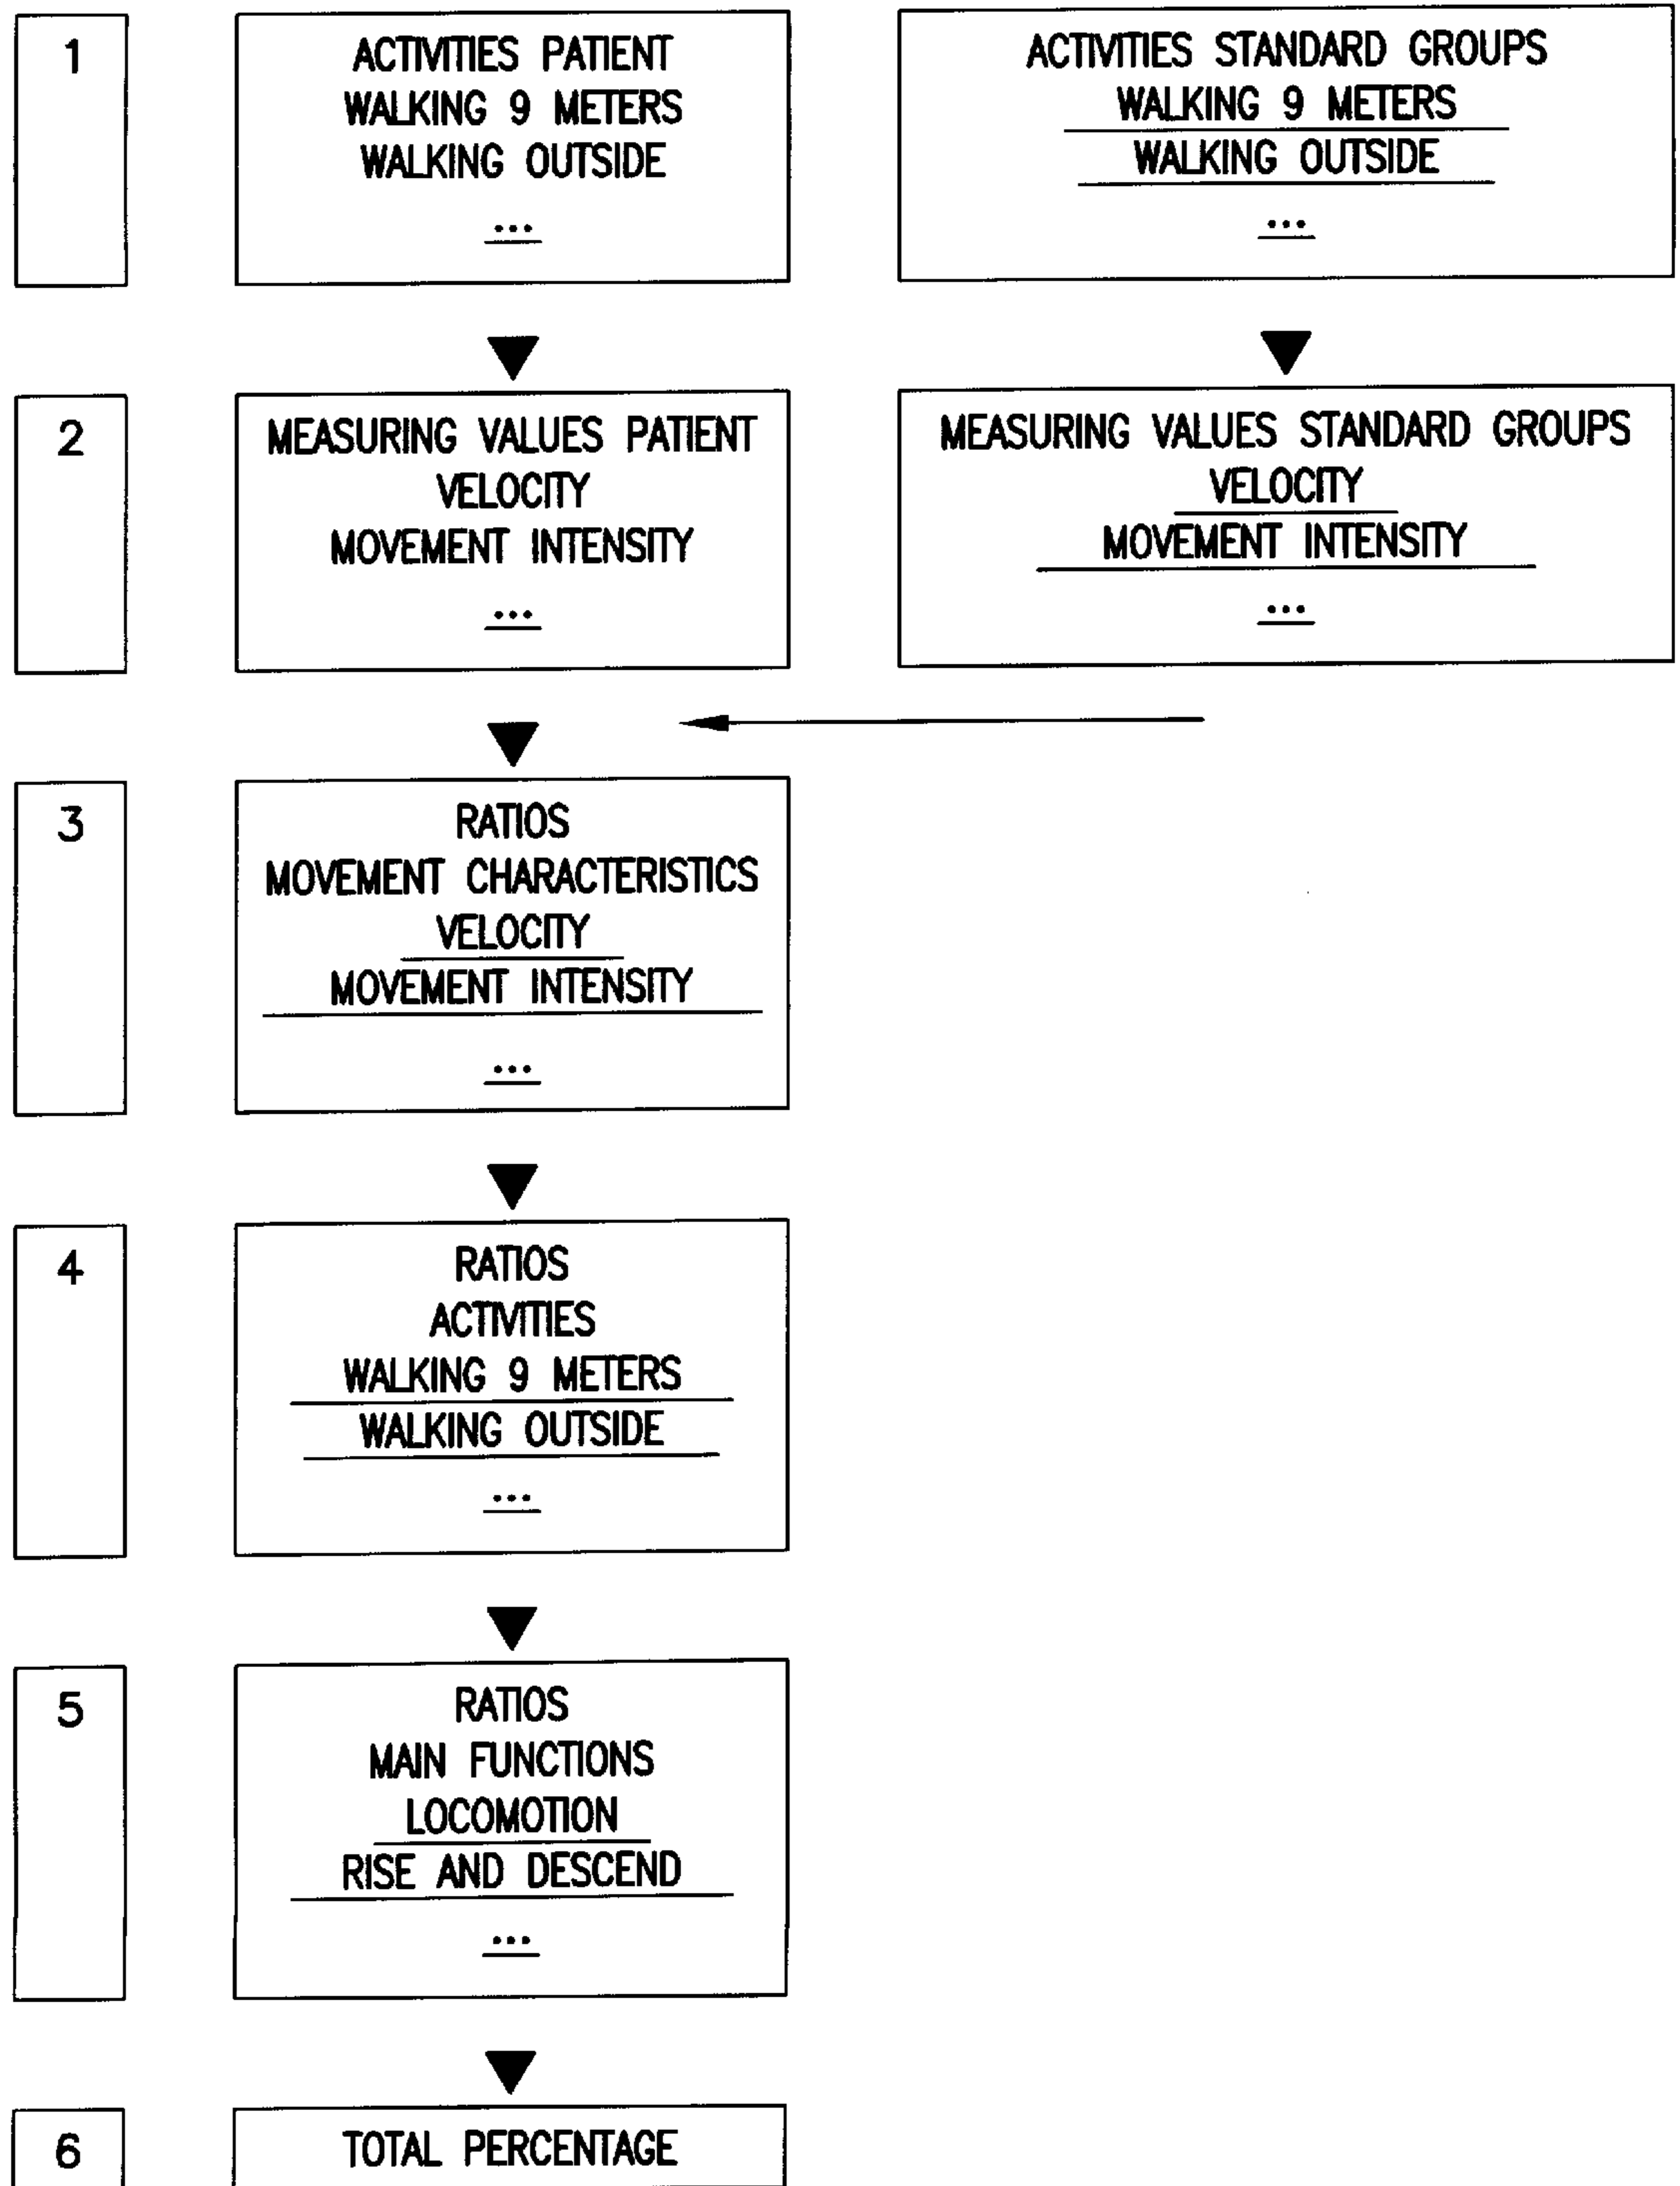 1
ACTIVITIES PATIENT
WALKING 9 METERS
WALKING OUTSIDE
...
ACTIVITIES STANDARD GROUPS
WALKING 9 METERS
WALKING OUTSIDE
...
2
MEASURING VALUES PATIENT
VELOCITY
MOVEMENT INTENSITY
...
MEASURING VALUES STANDARD GROUPS
VELOCITY
MOVEMENT INTENSITY
...
3
RATIOS
MOVEMENT CHARACTERISTICS
VELOCITY
MOVEMENT INTENSITY
...
4
RATIOS
ACTIVITIES
WALKING 9 METERS
WALKING OUTSIDE
...
5
RATIOS
MAIN FUNCTIONS
LOCOMOTION
RISE AND DESCEND
...
6
TOTAL PERCENTAGE